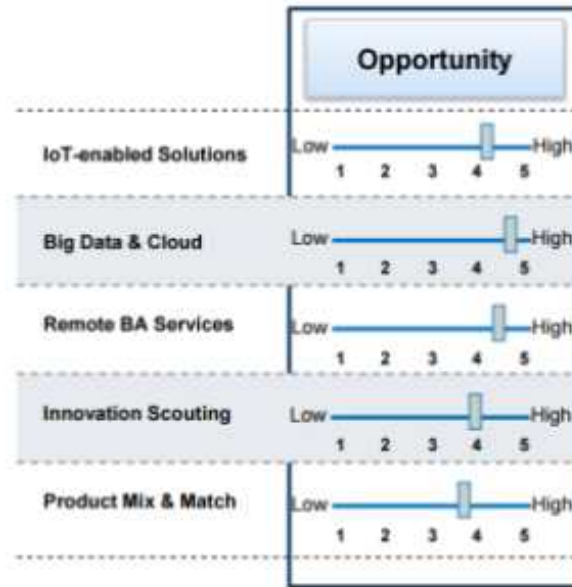 Opportunity
IoT-enabled Solutions Low High
1 2 3 4 5
Big Data & Cloud Low High
1 2 3 4 5
Remote BA Services Low High
1 2 3 4 5
Innovation Scouting Low High
1 2 3 4 5
Product Mix & Match Low High
1 2 3 4 5